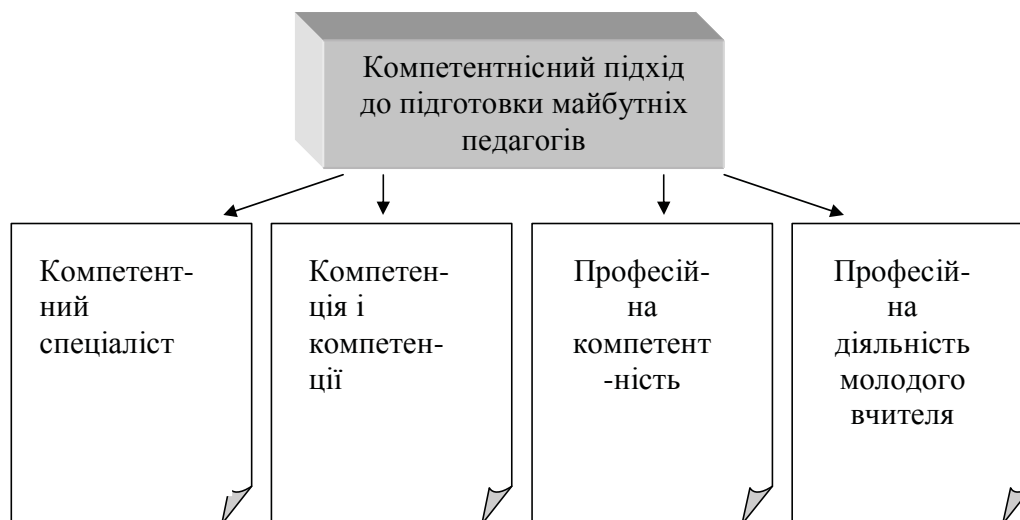 Компетентнісний підхід
до підготовки майбутніх
педагогів
Компетент-
ний
спеціаліст
Компетен-
ція і
компетен-
ції
Професій-
на
компетент
-ність
Професій-
на
діяльність
молодого
вчителя